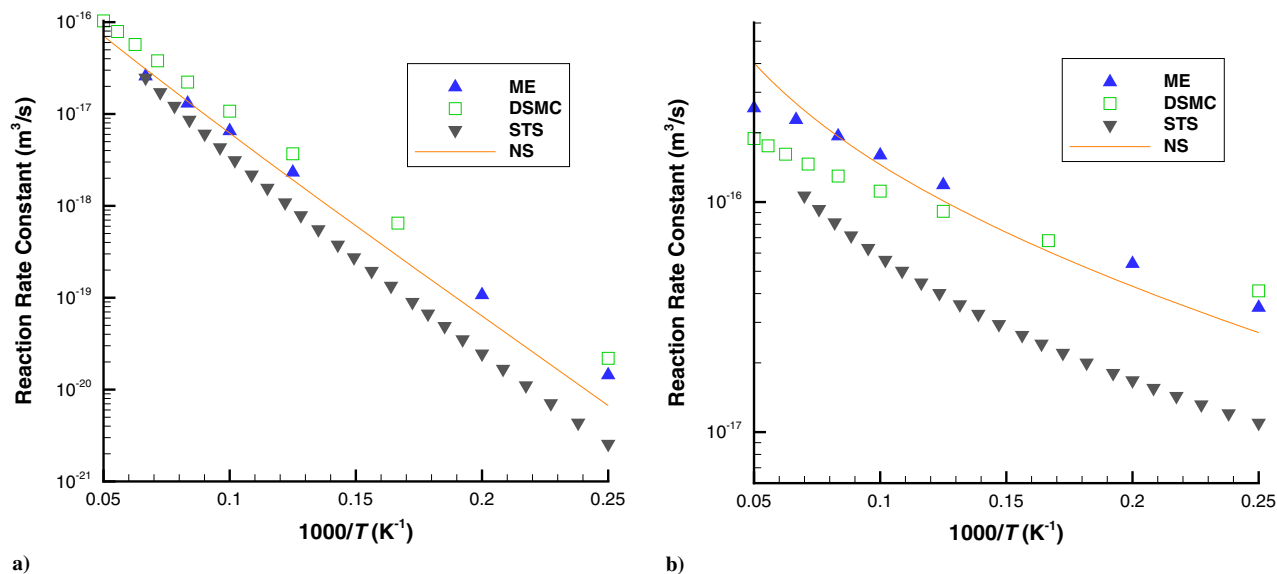 10^-16
10^-17
10^-18
10^-19
10^-20
10^-21
Reaction Rate Constant (m^3/s)
ME
DSMC
STS
NS
0.05 0.1 0.15 0.2 0.25
1000/T (K^-1)
a)
10^-16
10^-17
Reaction Rate Constant (m^3/s)
ME
DSMC
STS
NS
0.05 0.1 0.15 0.2 0.25
1000/T (K^-1)
b)